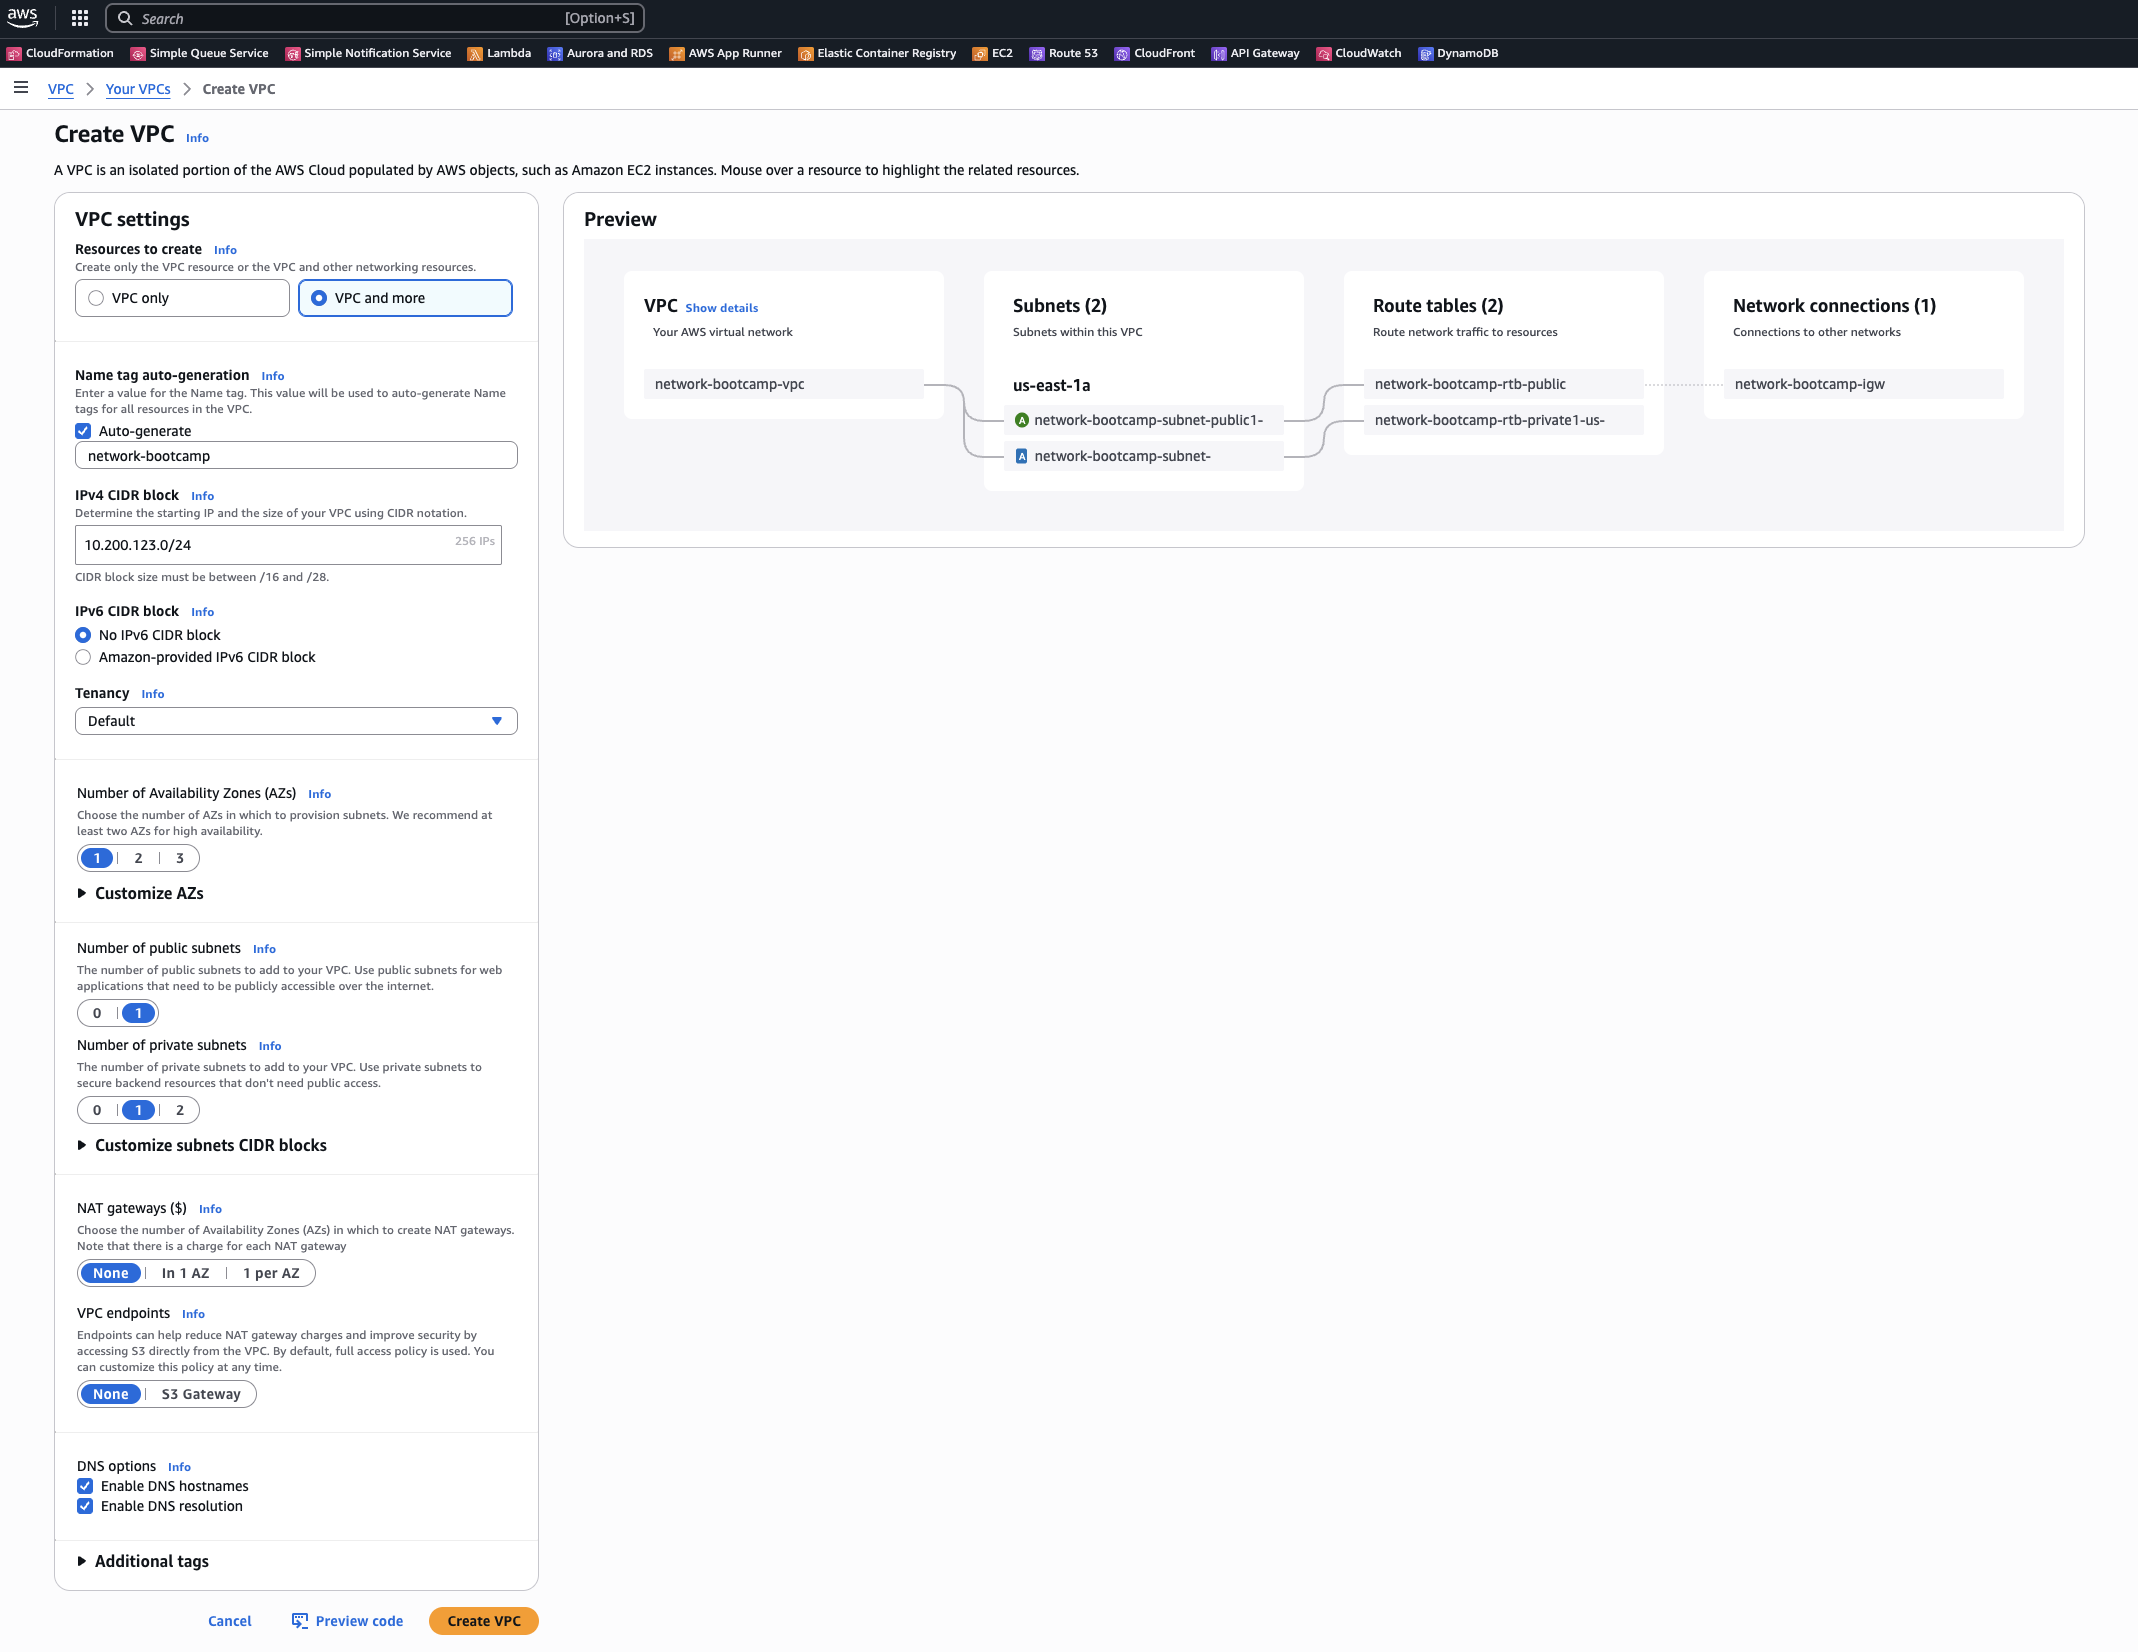 aws
Search [Option+S]
CloudFormation Simple Queue Service Simple Notification Service Lambda Aurora and RDS AWS App Runner Elastic Container Registry EC2 Route 53 CloudFront API Gateway CloudWatch DynamoDB
VPC Your VPCs Create VPC
Create VPC Info
A VPC is an isolated portion of the AWS Cloud populated by AWS objects, such as Amazon EC2 instances. Mouse over a resource to highlight the related resources.
VPC settings
Resources to create Info
Create only the VPC resource or the VPC and other networking resources.
VPC only VPC and more
Name tag auto-generation Info
Enter a value for the Name tag. This value will be used to auto-generate Name
tags for all resources in the VPC.
Auto-generate
network-bootcamp
IPv4 CIDR block Info
Determine the starting IP and the size of your VPC using CIDR notation.
10.200.123.0/24 256 IPs
CIDR block size must be between /16 and /28.
IPv6 CIDR block Info
No IPv6 CIDR block
Amazon-provided IPv6 CIDR block
Tenancy Info
Default
Number of Availability Zones (AZs) Info
Choose the number of AZs in which to provision subnets. We recommend at
least two AZs for high availability.
1 2 3
Customize AZs
Number of public subnets Info
The number of public subnets to add to your VPC. Use public subnets for web
applications that need to be publicly accessible over the internet.
0 1
Number of private subnets Info
The number of private subnets to add to your VPC. Use private subnets to
secure backend resources that don't need public access.
0 1 2
Customize subnets CIDR blocks
NAT gateways ($) Info
Choose the number of Availability Zones (AZs) in which to create NAT gateways.
Note that there is a charge for each NAT gateway
None In 1 AZ 1 per AZ
VPC endpoints Info
Endpoints can help reduce NAT gateway charges and improve security by
accessing S3 directly from the VPC. By default, full access policy is used. You
can customize this policy at any time.
None S3 Gateway
DNS options Info
Enable DNS hostnames
Enable DNS resolution
Additional tags
Cancel Preview code Create VPC
Preview
VPC Show details
Your AWS virtual network
network-bootcamp-vpc
Subnets (2)
Subnets within this VPC
us-east-1a
A network-bootcamp-subnet-public1-
A network-bootcamp-subnet-
Route tables (2)
Route network traffic to resources
network-bootcamp-rtb-public
network-bootcamp-rtb-private1-us-
Network connections (1)
Connections to other networks
network-bootcamp-igw